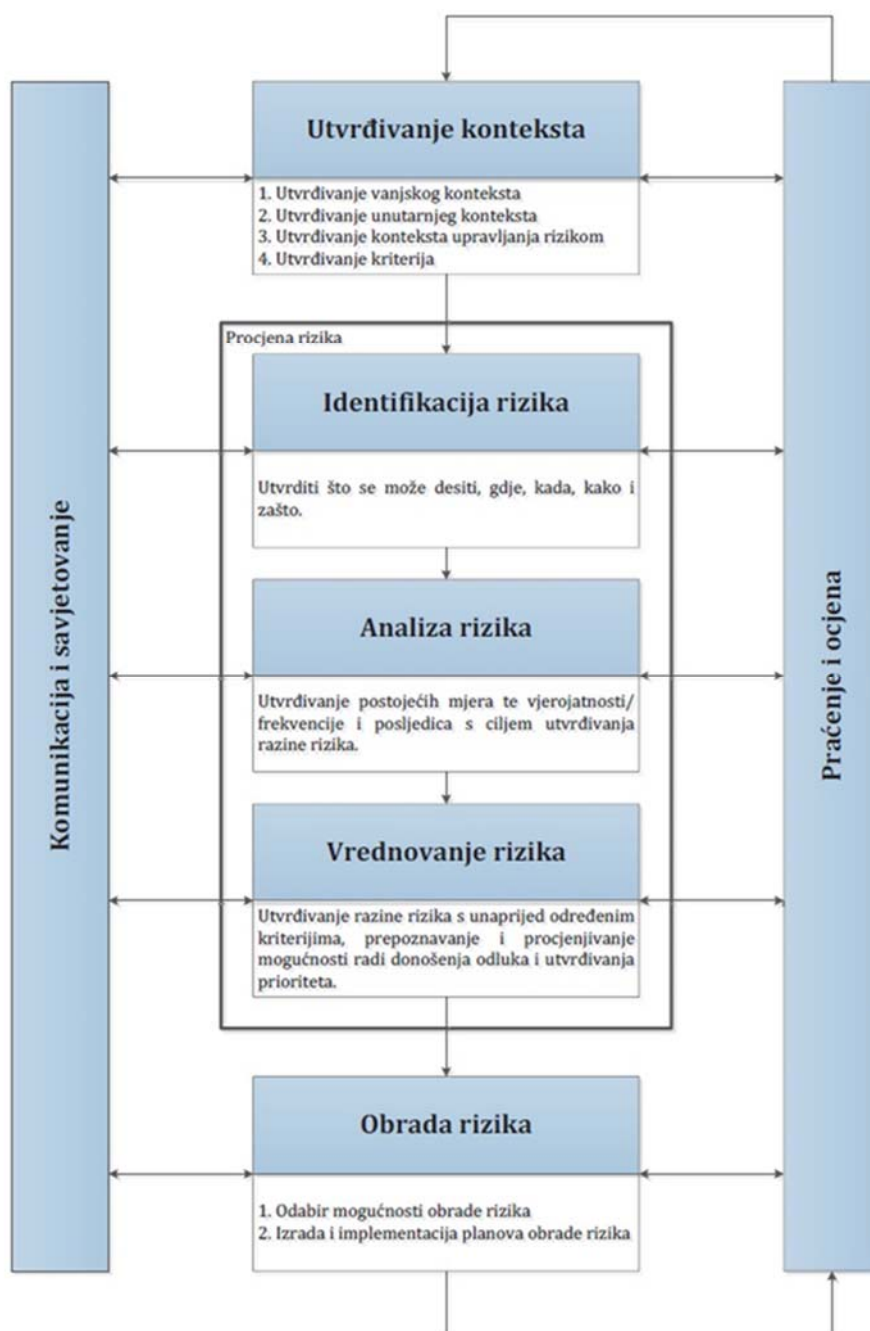 Komunikacija i savjetovanje
Utvrđivanje konteksta
1. Utvrđivanje vanjskog konteksta
2. Utvrđivanje unutarnjeg konteksta
3. Utvrđivanje konteksta upravljanja rizikom
4. Utvrđivanje kriterija
Procjena rizika
Identifikacija rizika
Utvrditi što se može desiti, gdje, kada, kako i
zašto.
Analiza rizika
Utvrđivanje postojećih mjera te vjerojatnosti/
frekvencije i posljedica s ciljem utvrđivanja
razine rizika.
Vrednovanje rizika
Utvrđivanje razine rizika s unaprijed određenim
kriterijima, prepoznavanje i procjenjivanje
mogućnosti radi donošenja odluka i utvrđivanja
prioriteta.
Obrada rizika
1. Odabir mogućnosti obrade rizika
2. Izrada i implementacija planova obrade rizika
Praćenje i ocjena